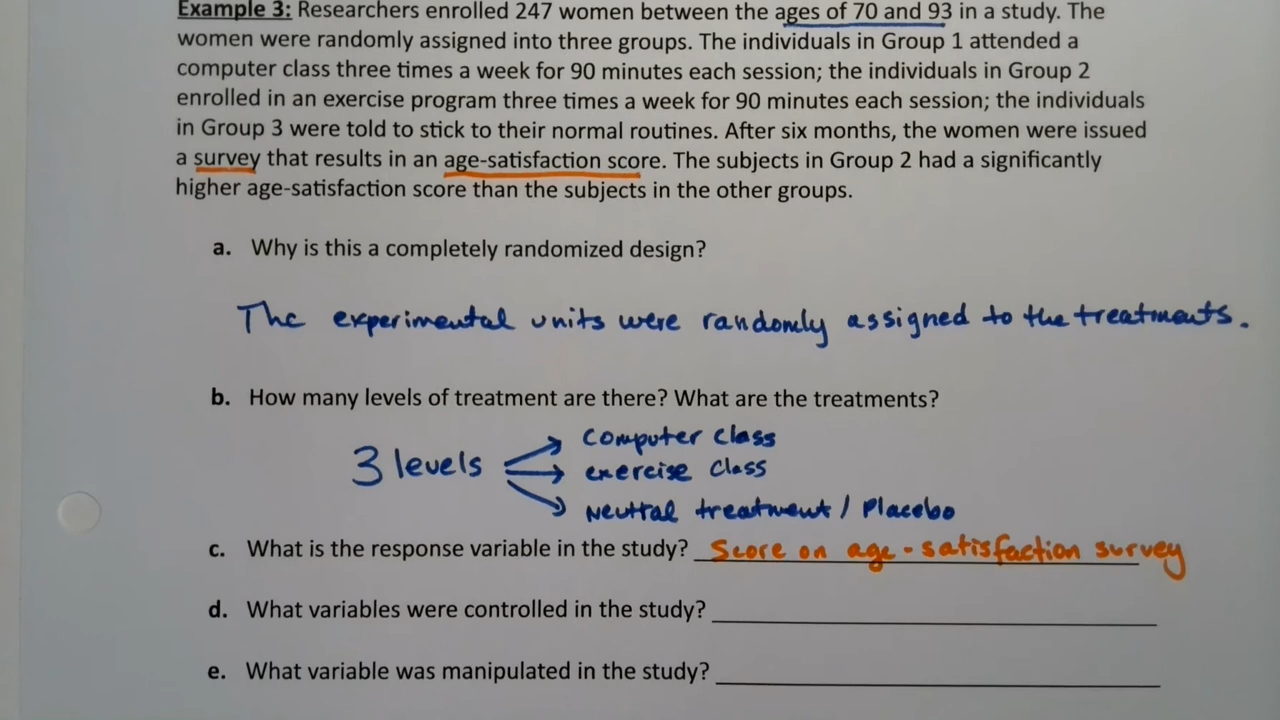 Example 3: Researchers enrolled 247 women between the ages of 70 and 93 in a study. The
women were randomly assigned into three groups. The individuals in Group 1 attended a
computer class three times a week for 90 minutes each session; the individuals in Group 2
enrolled in an exercise program three times a week for 90 minutes each session; the individuals
in Group 3 were told to stick to their normal routines. After six months, the women were issued
a survey that results in an age-satisfaction score. The subjects in Group 2 had a significantly
higher age-satisfaction score than the subjects in the other groups.
a. Why is this a completely randomized design?
The experimental units were randomly assigned to the treatments.
b. How many levels of treatment are there? What are the treatments?
computer class
3 levels
exercise class
Neutral treatment / Placebo
c. What is the response variable in the study? Score on age-satisfaction survey
d. What variables were controlled in the study?
e. What variable was manipulated in the study?